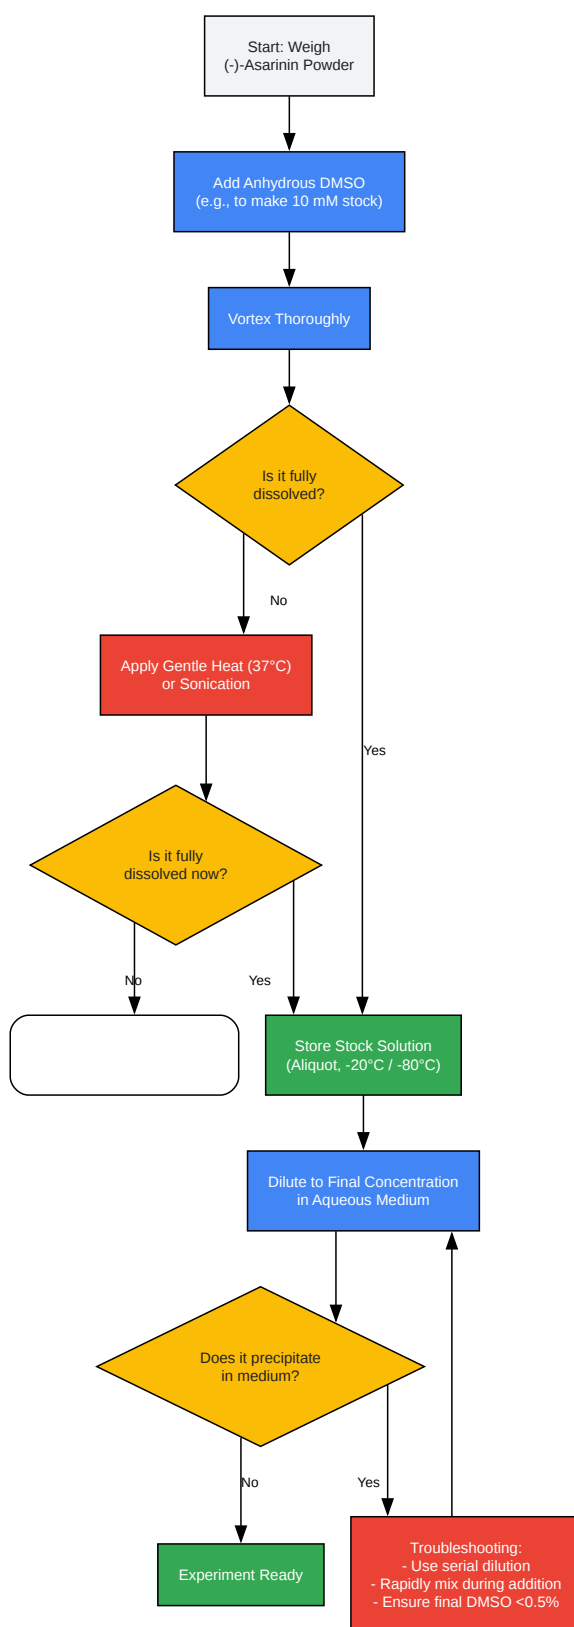 Start: Weigh
(-)-Asarinin Powder
Add Anhydrous DMSO
(e.g., to make 10 mM stock)
Vortex Thoroughly
Is it fully
dissolved?
No
Apply Gentle Heat (37°C)
or Sonication
Yes
Is it fully
dissolved now?
No
Yes
Store Stock Solution
(Aliquot, -20°C / -80°C)
Dilute to Final Concentration
in Aqueous Medium
Does it precipitate
in medium?
No
Yes
Experiment Ready
Troubleshooting:
- Use serial dilution
- Rapidly mix during addition
- Ensure final DMSO <0.5%